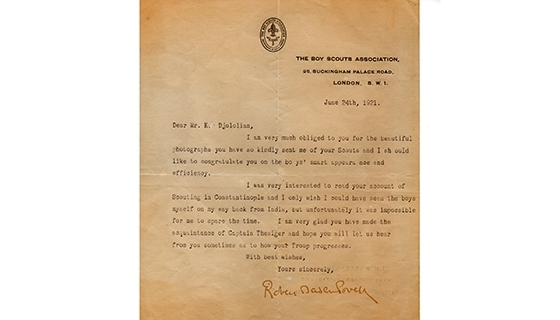 THE BOY SCOUTS ASSOCIATION,
25, BUCKINGHAM PALACE ROAD,
LONDON, S. W. 1.
June 24th, 1921.
Dear Mr. K. Djololian,
I am very much obliged to you for the beautiful
photographs you have so kindly sent me of your Scouts and I should
like to congratulate you on the boys' smart appearance and
efficiency.
I was very interested to read your account of
Scouting in Constantinople and I only wish I could have seen the boys
myself on my way back from India, but unfortunately it was impossible
for me to spare the time. I am very glad you have made the
acquaintance of Captain Thesiger and hope you will let us hear
from you sometimes as to how your Troop progresses.
With best wishes,
Yours sincerely,
Robert Baden Powell